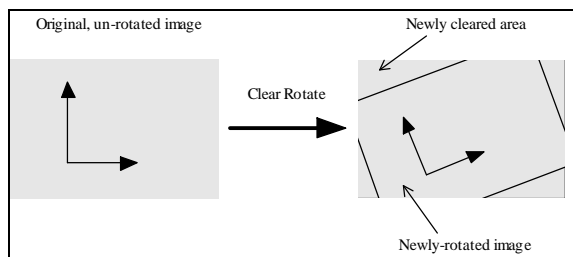 Original, un-rotated image
Newly cleared area
Clear Rotate
Newly-rotated image